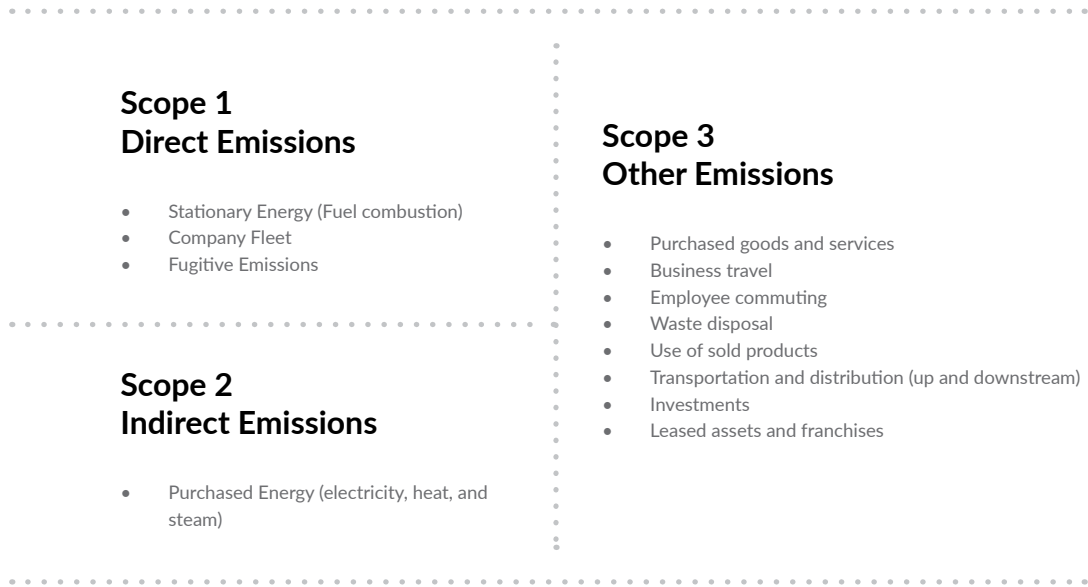 Scope 1
Direct Emissions
• Stationary Energy (Fuel combustion)
• Company Fleet
• Fugitive Emissions
Scope 2
Indirect Emissions
• Purchased Energy (electricity, heat, and
steam)
Scope 3
Other Emissions
• Purchased goods and services
• Business travel
• Employee commuting
• Waste disposal
• Use of sold products
• Transportation and distribution (up and downstream)
• Investments
• Leased assets and franchises